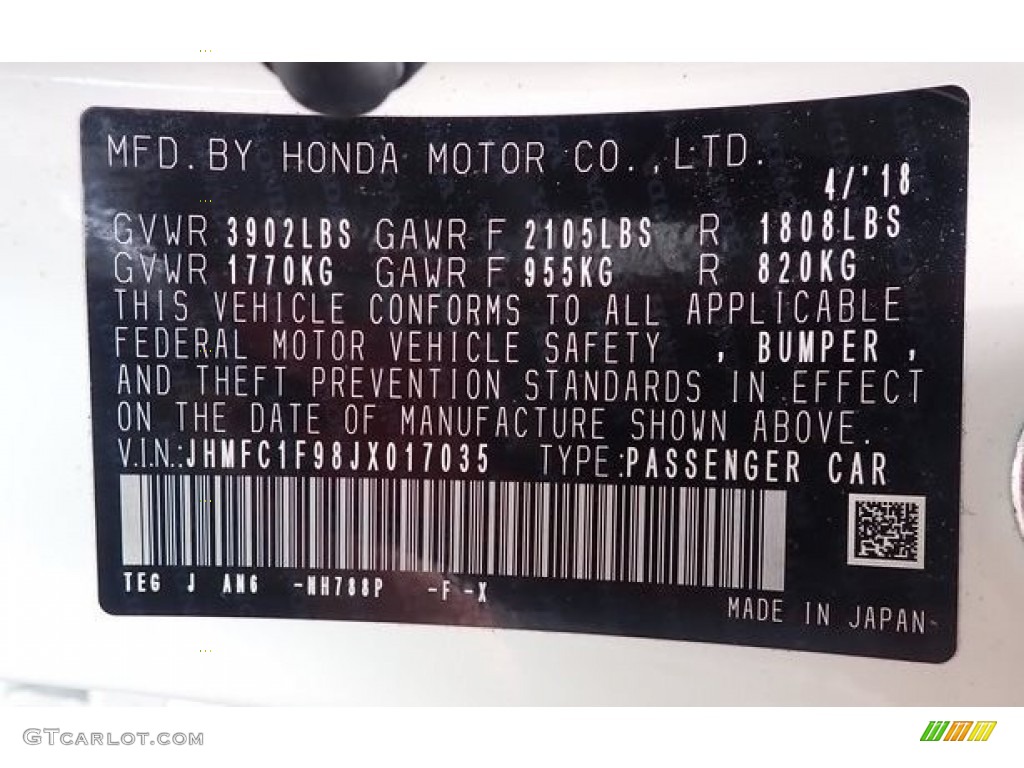 MFD. BY HONDA MOTOR CO., LTD.
4/'18
GVWR 3902LBS GAWR F 2105LBS R 1808LBS
GVWR 1770KG GAWR F 955KG R 820KG
THIS VEHICLE CONFORMS TO ALL APPLICABLE
FEDERAL MOTOR VEHICLE SAFETY , BUMPER ,
AND THEFT PREVENTION STANDARDS IN EFFECT
ON THE DATE OF MANUFACTURE SHOWN ABOVE.
V.I.N.:JHMFC1F98JX017035 TYPE:PASSENGER CAR
TEG J AN6 -NH788P -F -X
MADE IN JAPAN
GTCARLOT.COM